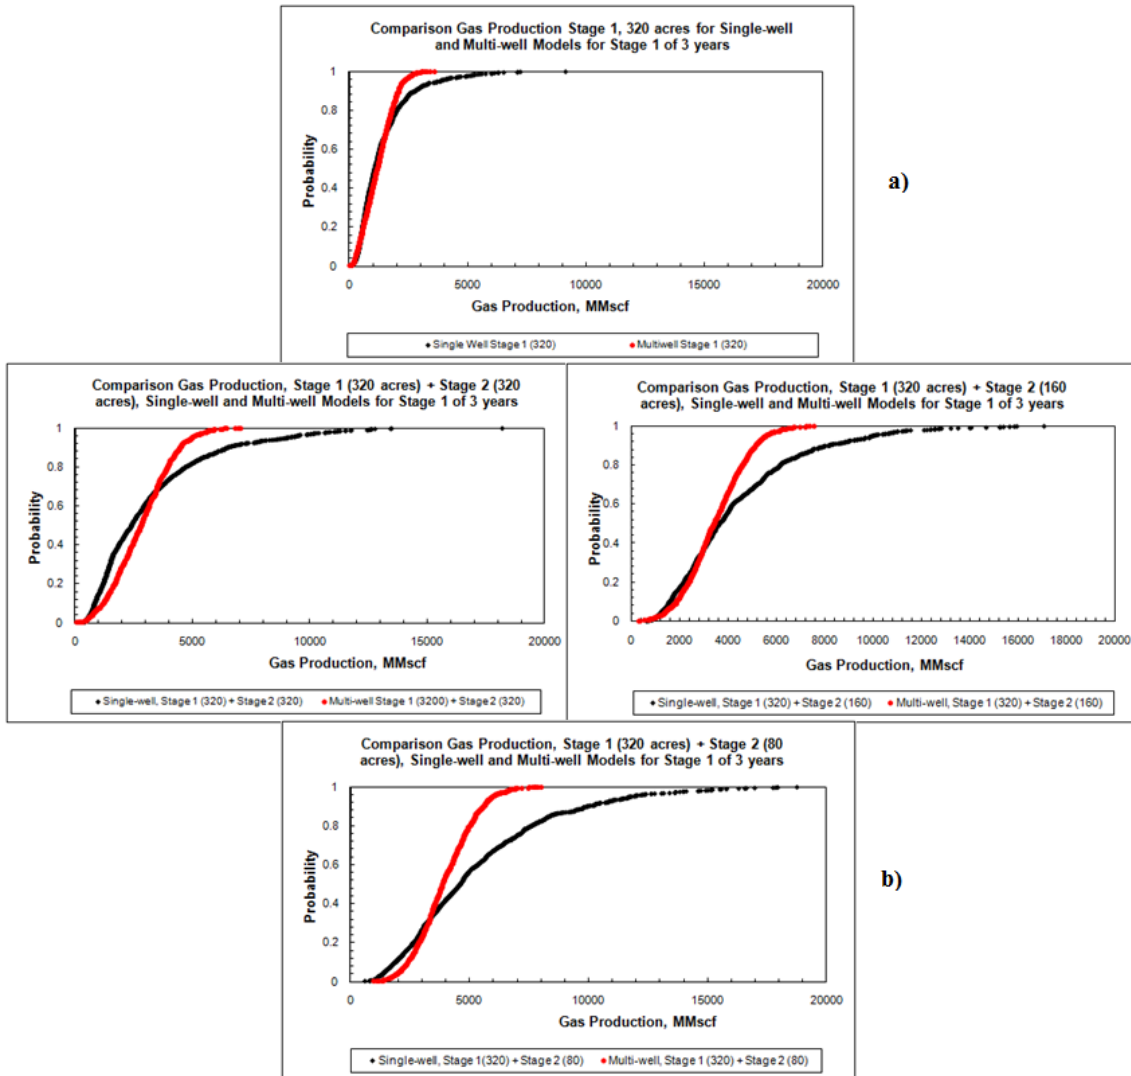 Comparison Gas Production Stage 1, 320 acres for Single-well
and Multi-well Models for Stage 1 of 3 years
1
0.8
0.6
0.4
0.2
0
Probability
0
5000
10000
15000
20000
Gas Production, MMscf
Single Well Stage 1 (320)
Multiwell Stage 1 (320)
a)
Comparison Gas Production, Stage 1 (320 acres) + Stage 2 (320
acres), Single-well and Multi-well Models for Stage 1 of 3 years
1
0.8
0.6
0.4
0.2
0
Probability
0
5000
10000
15000
20000
Gas Production, MMscf
Single-well, Stage 1 (320) + Stage 2 (320)
Multi-well Stage 1 (3200) + Stage 2 (320)
Comparison Gas Production, Stage 1 (320 acres) + Stage 2 (160
acres), Single-well and Multi-well Models for Stage 1 of 3 years
1
0.8
0.6
0.4
0.2
0
Probability
0
2000
4000
6000
8000
10000
12000
14000
16000
18000
20000
Gas Production, MMscf
Single-well, Stage 1 (320) + Stage 2 (160)
Multi-well, Stage 1 (320) + Stage 2 (160)
Comparison Gas Production, Stage 1 (320 acres) + Stage 2 (80
acres), Single-well and Multi-well Models for Stage 1 of 3 years
1
0.8
0.6
0.4
0.2
0
Probability
0
5000
10000
15000
20000
Gas Production, MMscf
Single-well, Stage 1(320) + Stage 2 (80)
Multi-well, Stage 1 (320) + Stage 2 (80)
b)